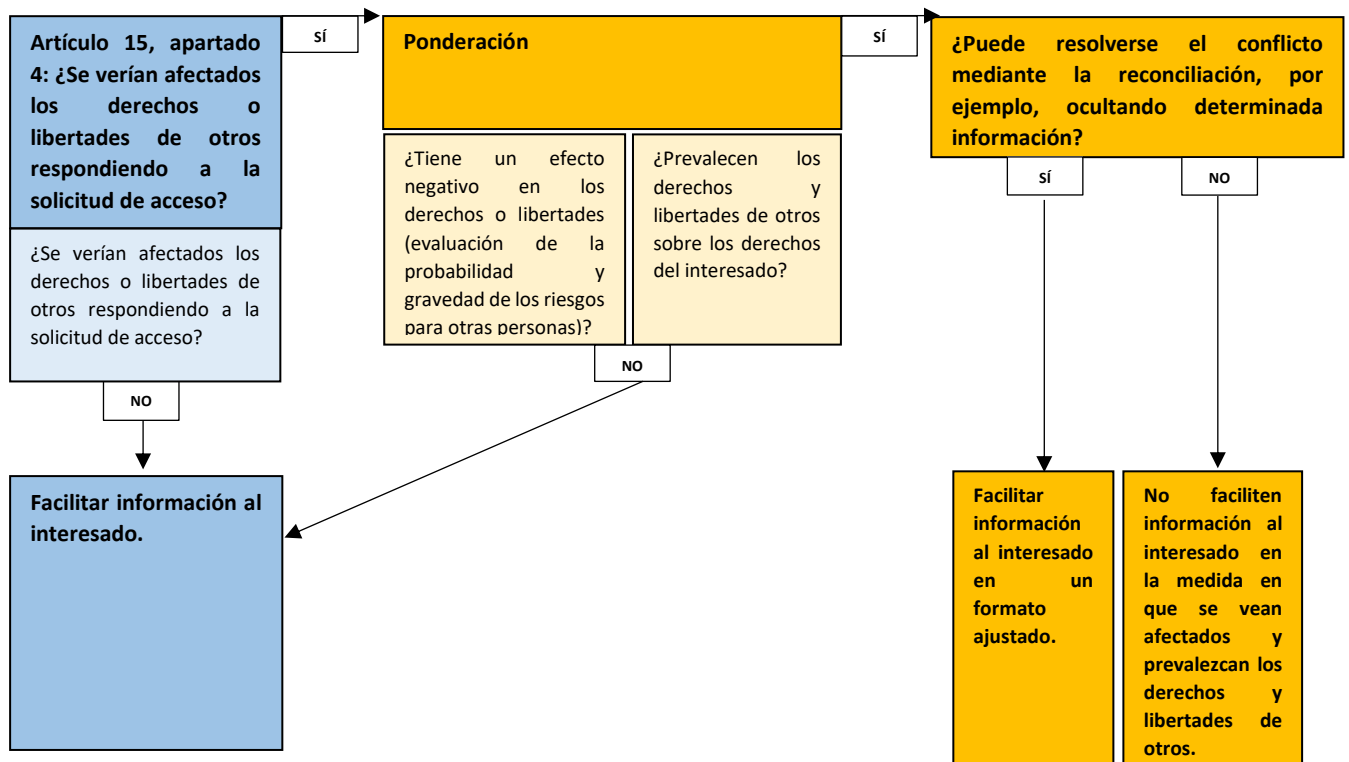 Artículo 15, apartado
4: ¿Se verían afectados
los derechos o
libertades de otros
respondiendo a la
solicitud de acceso?
¿Se verían afectados los
derechos o libertades de
otros respondiendo a la
solicitud de acceso?
NO
Facilitar información al
interesado.
SÍ
Ponderación
¿Tiene un efecto
negativo en los
derechos o libertades
(evaluación de la
probabilidad y
gravedad de los riesgos
para otras personas)?
¿Prevalecen los
derechos y
libertades de otros
sobre los derechos
del interesado?
NO
SÍ
¿Puede resolverse el conflicto
mediante la reconciliación, por
ejemplo, ocultando determinada
información?
SÍ
NO
Facilitar
información
al interesado
en un
formato
ajustado.
No faciliten
información al
interesado en
la medida en
que se vean
afectados y
prevalezcan los
derechos y
libertades de
otros.